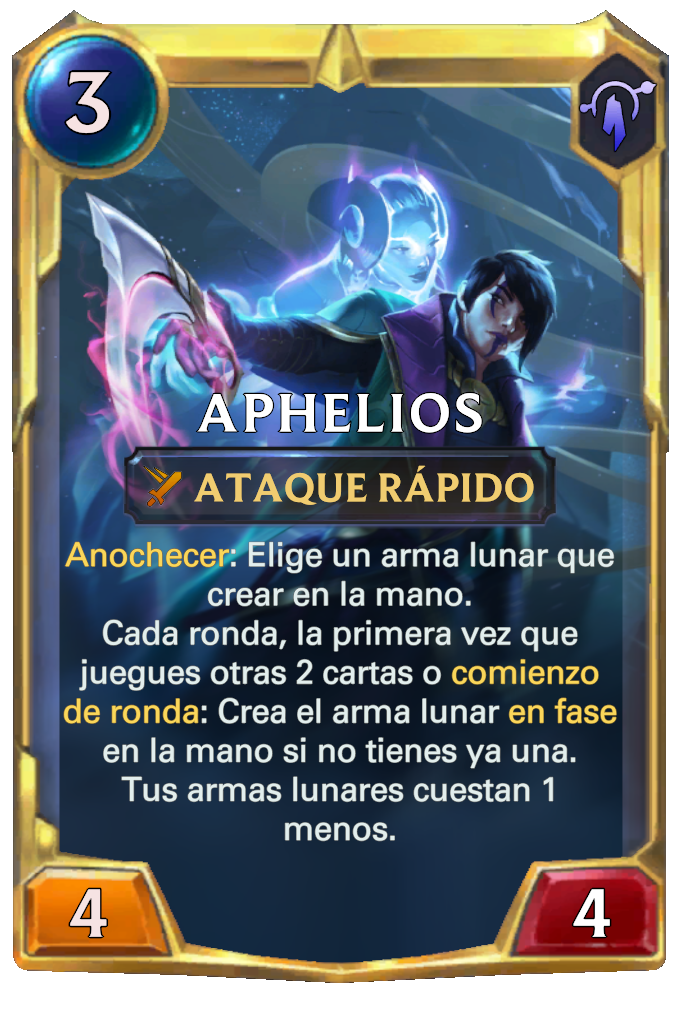 3
APHELIOS
ATAQUE RÁPIDO
Anochecer: Elige un arma lunar que
crear en la mano.
Cada ronda, la primera vez que
juegues otras 2 cartas o comienzo
de ronda: Crea el arma lunar en fase
en la mano si no tienes ya una.
Tus armas lunares cuestan 1
menos.
4
4